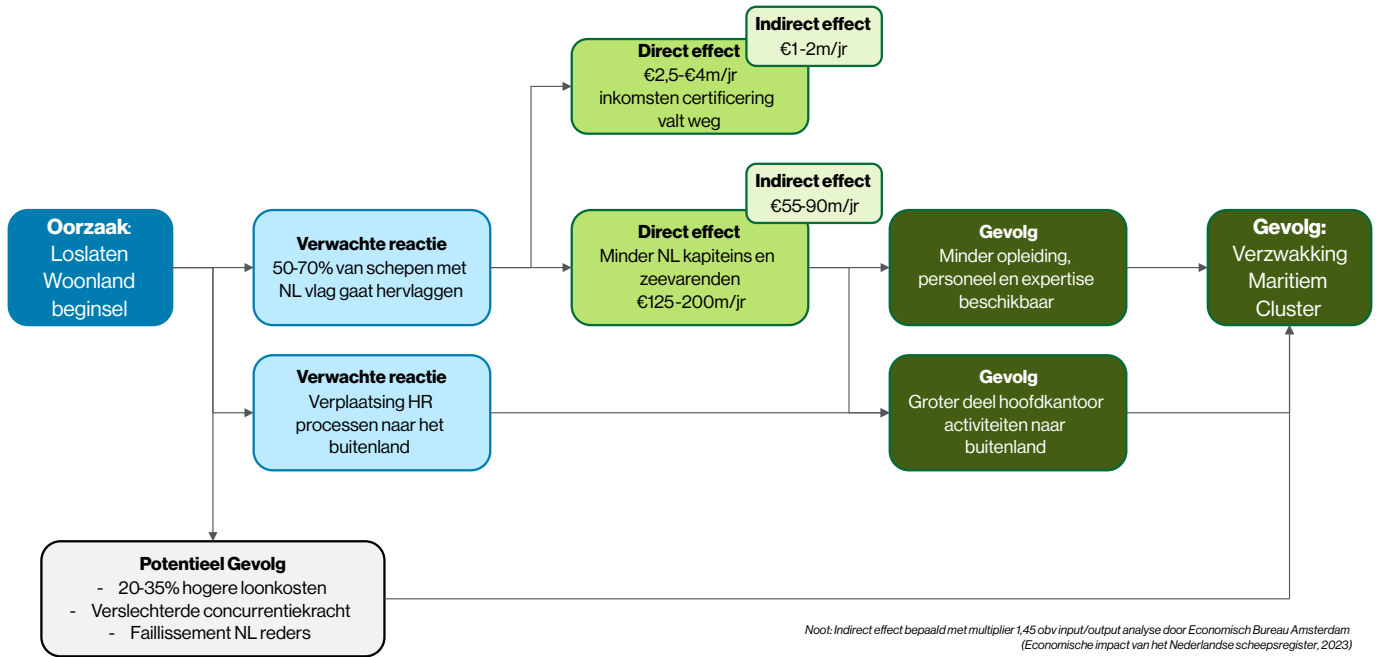 Indirect effect
€1-2m/jr
Direct effect
€2,5-€4m/jr
inkomsten certificering
valt weg
Indirect effect
€55-90m/jr
Oorzaak:
Loslaten
Woonland
beginsel
Verwachte reactie
50-70% van schepen met
NL vlag gaat hervlaggen
Direct effect
Minder NL kapiteins en
zeevarenden
€125-200m/jr
Gevolg
Minder opleiding,
personeel en expertise
beschikbaar
Gevolg:
Verzwakking
Maritiem
Cluster
Verwachte reactie
Verplaatsing HR
processen naar het
buitenland
Gevolg
Groter deel hoofdkantoor
activiteiten naar
buitenland
Potentieel Gevolg
- 20-35% hogere loonkosten
- Verslechterde concurrentiekracht
- Faillissement NL reders
Noot: Indirect effect bepaald met multiplier 1,45 obv input/output analyse door Economisch Bureau Amsterdam
(Economische impact van het Nederlandse scheepsregister, 2023)